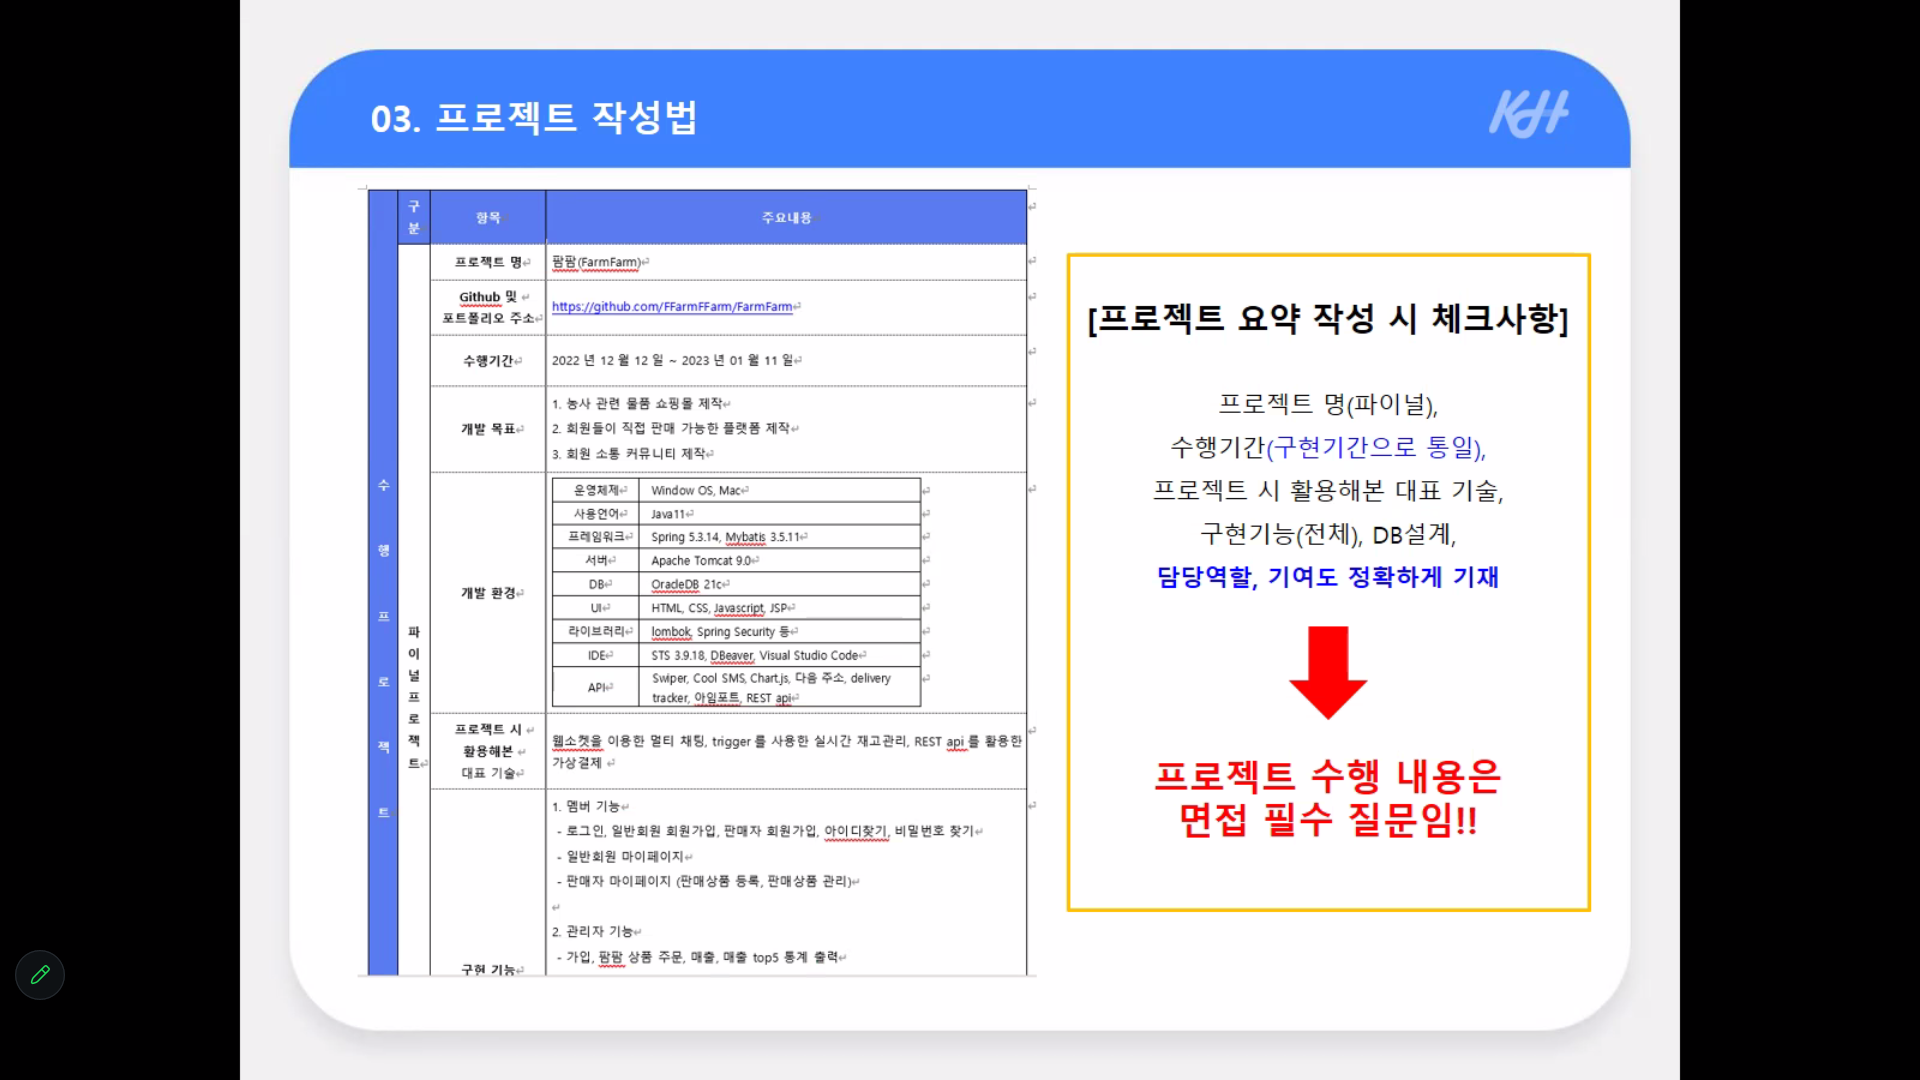 03. 프로젝트 작성법
KH
구
분
항목
주요내용
수
행
프
로
젝
트
파
이
널
프
로
젝
트
프로젝트 명
팜팜(FarmFarm)
Github 및
포트폴리오 주소
https://github.com/FFarmFFarm/FarmFarm
수행기간
2022 년 12 월 12 일 ~ 2023 년 01 월 11 일
개발 목표
1. 농사 관련 물품 쇼핑몰 제작
2. 회원들이 직접 판매 가능한 플랫폼 제작
3. 회원 소통 커뮤니티 제작
개발 환경
운영체제 Window OS, Mac
사용언어 Java11
프레임워크 Spring 5.3.14, Mybatis 3.5.11
서버 Apache Tomcat 9.0
DB OracleDB 21c
UI HTML, CSS, Javascript, JSP
라이브러리 lombok, Spring Security 등
IDE STS 3.9.18, DBeaver, Visual Studio Code
API Swiper, Cool SMS, Chart.js, 다음 주소, delivery
tracker, 아임포트, REST api
프로젝트 시
활용해본
대표 기술
웹소켓을 이용한 멀티 채팅, trigger 를 사용한 실시간 재고관리, REST api 를 활용한
가상결제
구현 기능
1. 멤버 기능
- 로그인, 일반회원 회원가입, 판매자 회원가입, 아이디찾기, 비밀번호 찾기
- 일반회원 마이페이지
- 판매자 마이페이지 (판매상품 등록, 판매상품 관리)
2. 관리자 기능
- 가입, 팜팜 상품 주문, 매출, 매출 top5 통계 출력
[프로젝트 요약 작성 시 체크사항]
프로젝트 명(파이널),
수행기간(구현기간으로 통일),
프로젝트 시 활용해본 대표 기술,
구현기능(전체), DB설계,
담당역할, 기여도 정확하게 기재
프로젝트 수행 내용은
면접 필수 질문임!!